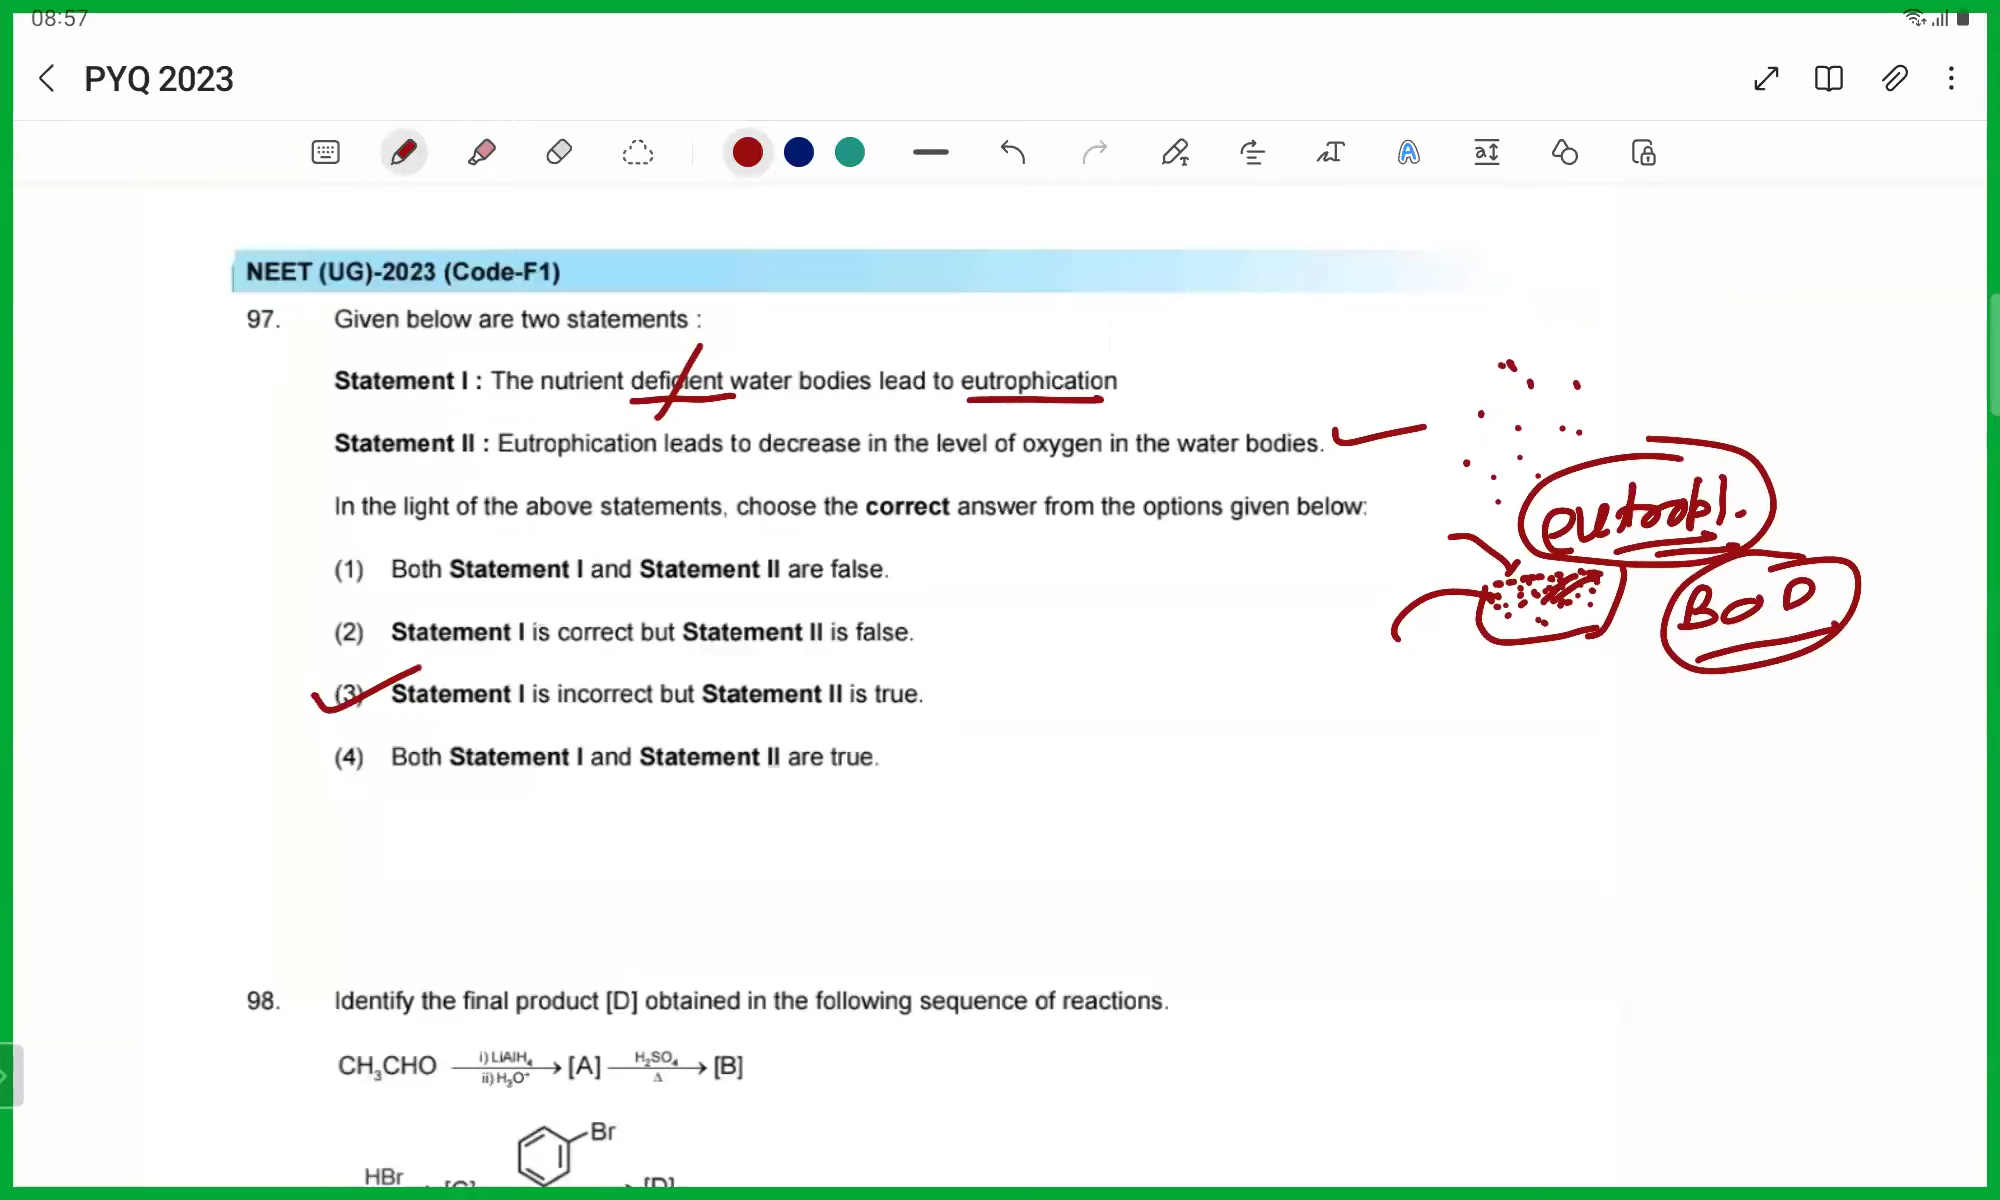 08:57
PYQ 2023
NEET (UG)-2023 (Code-F1)
97. Given below are two statements :
Statement I : The nutrient deficient water bodies lead to eutrophication
Statement II : Eutrophication leads to decrease in the level of oxygen in the water bodies.
In the light of the above statements, choose the correct answer from the options given below:
eutropl.
(1) Both Statement I and Statement II are false.
BOD
(2) Statement I is correct but Statement II is false.
(3) Statement I is incorrect but Statement II is true.
(4) Both Statement I and Statement II are true.
98. Identify the final product [D] obtained in the following sequence of reactions.
CH₃CHO i) LiAlH₄ ii) H₃O⁺ → [A] H₂SO₄ Δ → [B]
Br
HBr → [C] → [D]